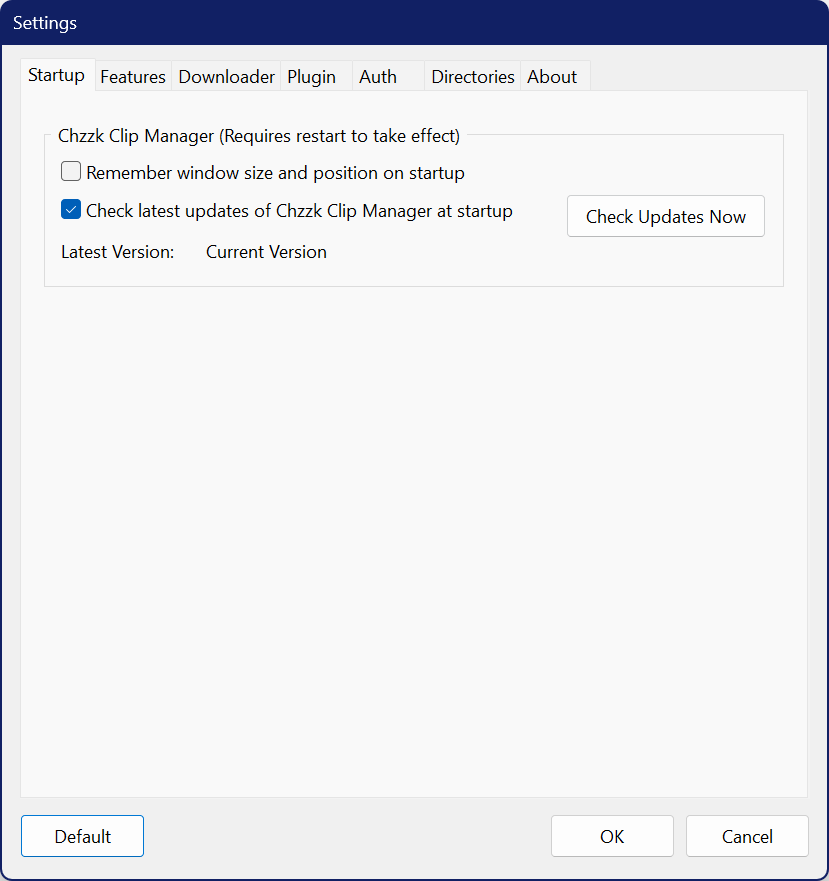 Settings
Startup Features Downloader Plugin Auth Directories About
Chzzk Clip Manager (Requires restart to take effect)
Remember window size and position on startup
Check latest updates of Chzzk Clip Manager at startup
Check Updates Now
Latest Version: Current Version
Default OK Cancel